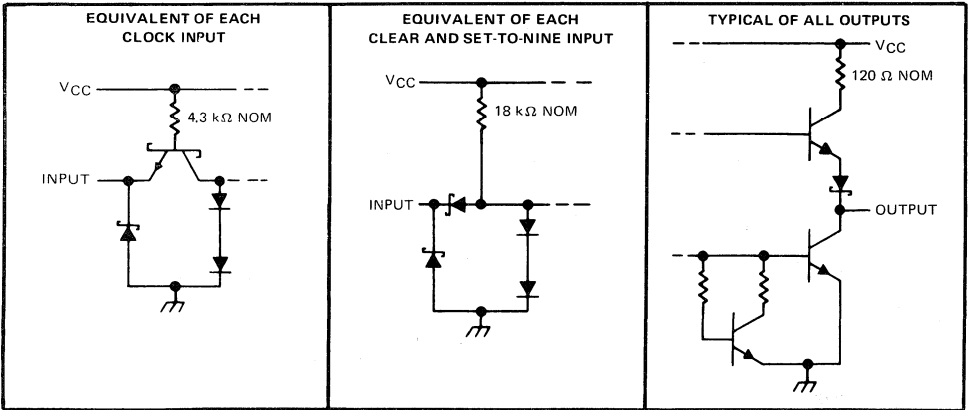 EQUIVALENT OF EACH
CLOCK INPUT
VCC
4,3 kΩ NOM
INPUT
EQUIVALENT OF EACH
CLEAR AND SET-TO-NINE INPUT
VCC
18 kΩ NOM
INPUT
TYPICAL OF ALL OUTPUTS
VCC
120 Ω NOM
OUTPUT